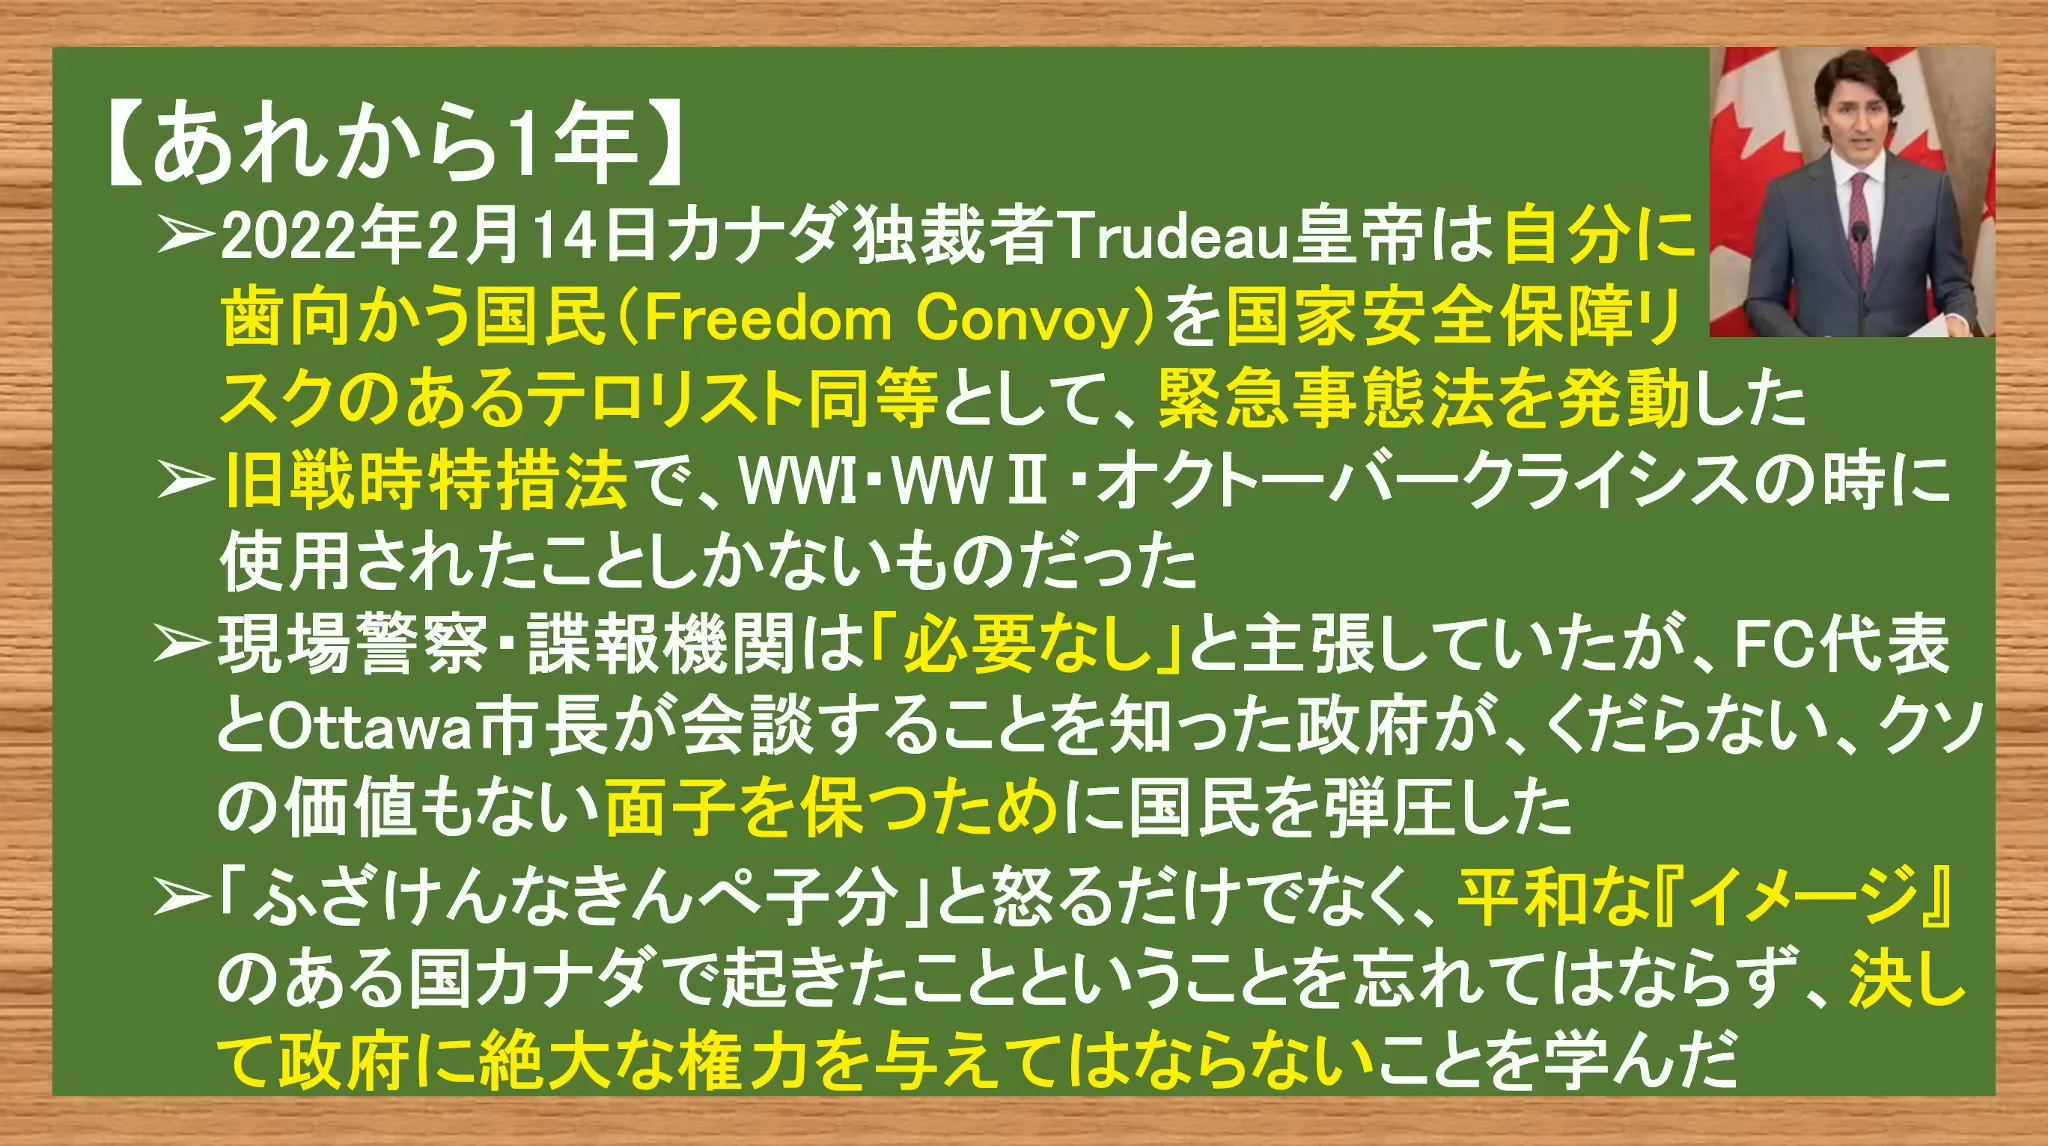 【あれから1年】
➢2022年2月14日カナダ独裁者Trudeau皇帝は自分に
歯向かう国民（Freedom Convoy）を国家安全保障リ
スクのあるテロリスト同等として、緊急事態法を発動した
➢旧戦時特措法で、WWI・WWⅡ・オクトーバークライシスの時に
使用されたことしかないものだった
➢現場警察・諜報機関は「必要なし」と主張していたが、FC代表
とOttawa市長が会談することを知った政府が、くだらない、クソ
の価値もない面子を保つために国民を弾圧した
➢「ふざけんなきんぺ子分」と怒るだけでなく、平和な『イメージ』
のある国カナダで起きたことということを忘れてはならず、決し
て政府に絶大な権力を与えてはならないことを学んだ